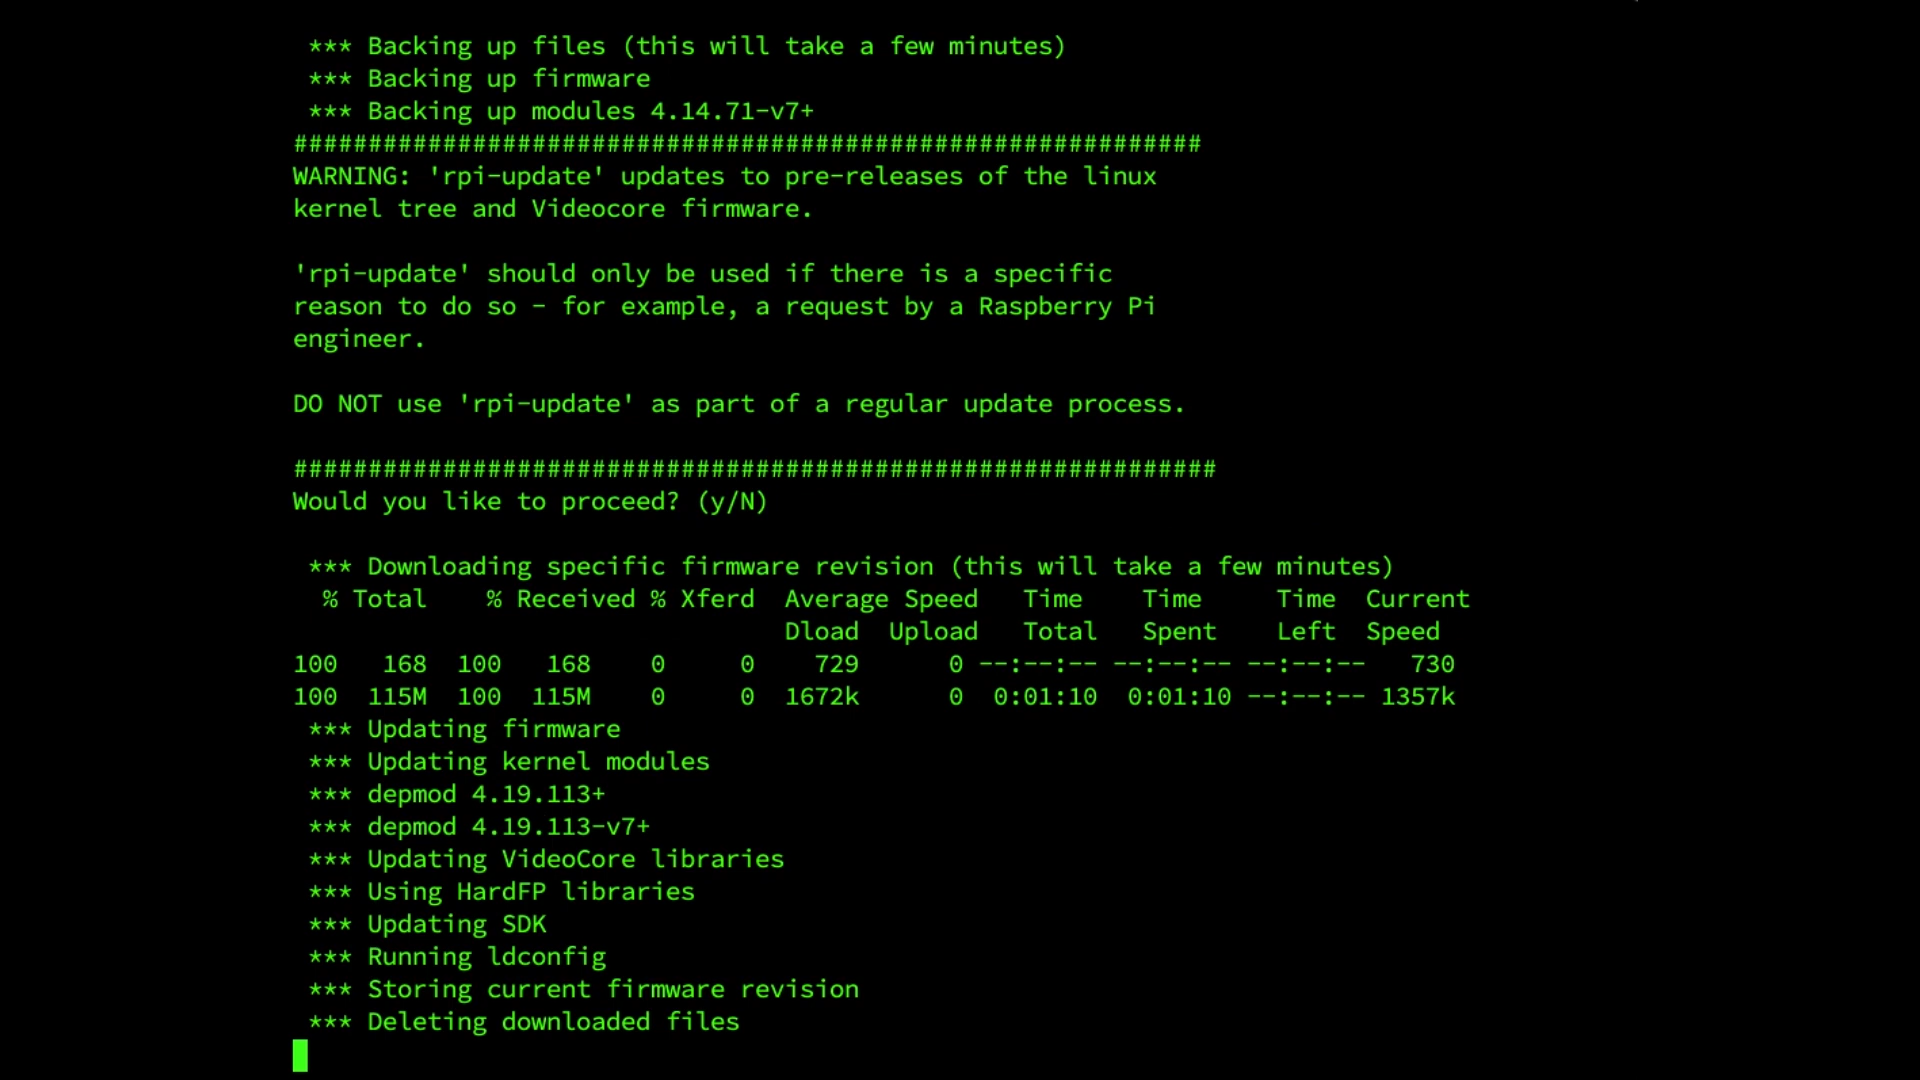 *** Backing up files (this will take a few minutes)
*** Backing up firmware
*** Backing up modules 4.14.71-v7+
#############################################################
WARNING: 'rpi-update' updates to pre-releases of the linux
kernel tree and Videocore firmware.
'rpi-update' should only be used if there is a specific
reason to do so - for example, a request by a Raspberry Pi
engineer.
DO NOT use 'rpi-update' as part of a regular update process.
##############################################################
Would you like to proceed? (y/N)
*** Downloading specific firmware revision (this will take a few minutes)
% Total    % Received % Xferd  Average Speed   Time    Time     Time  Current
Dload  Upload   Total   Spent    Left  Speed
100   168  100   168    0     0    729      0 --:--:-- --:--:-- --:--:--   730
100  115M  100  115M    0     0  1672k      0  0:01:10  0:01:10 --:--:-- 1357k
*** Updating firmware
*** Updating kernel modules
*** depmod 4.19.113+
*** depmod 4.19.113-v7+
*** Updating VideoCore libraries
*** Using HardFP libraries
*** Updating SDK
*** Running ldconfig
*** Storing current firmware revision
*** Deleting downloaded files